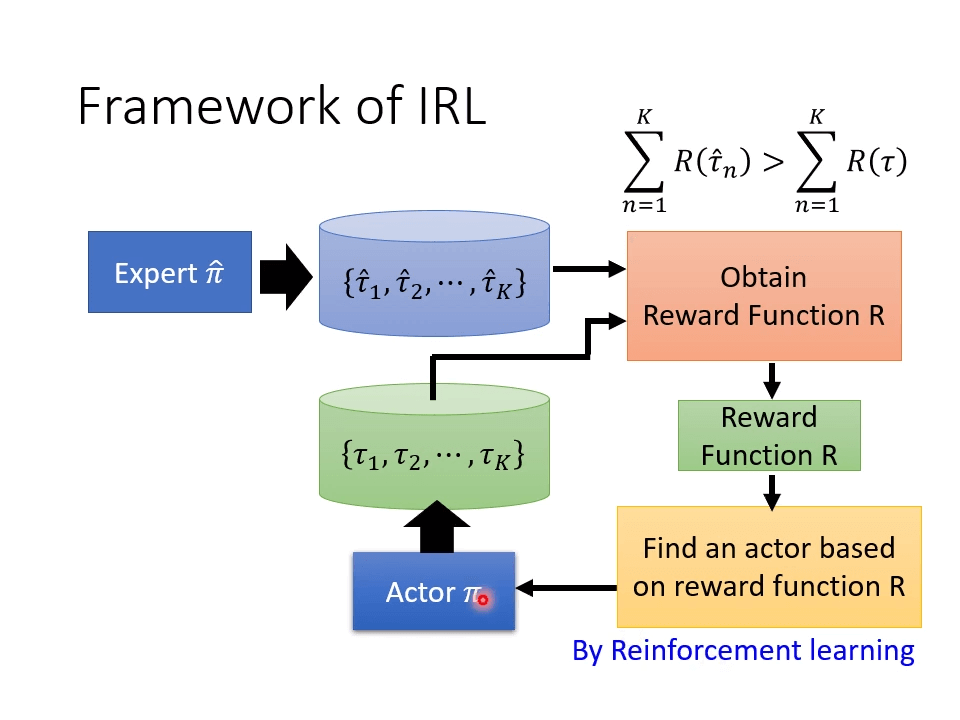 Framework of IRL
$\sum_{n=1}^{K} R(\hat{\tau}_n) > \sum_{n=1}^{K} R(\tau)$
Expert $\hat{\pi}$
$\{\hat{\tau}_1, \hat{\tau}_2, \cdots, \hat{\tau}_K\}$
Obtain
Reward Function R
$\{\tau_1, \tau_2, \cdots, \tau_K\}$
Reward
Function R
Find an actor based
on reward function R
Actor $\pi$
By Reinforcement learning